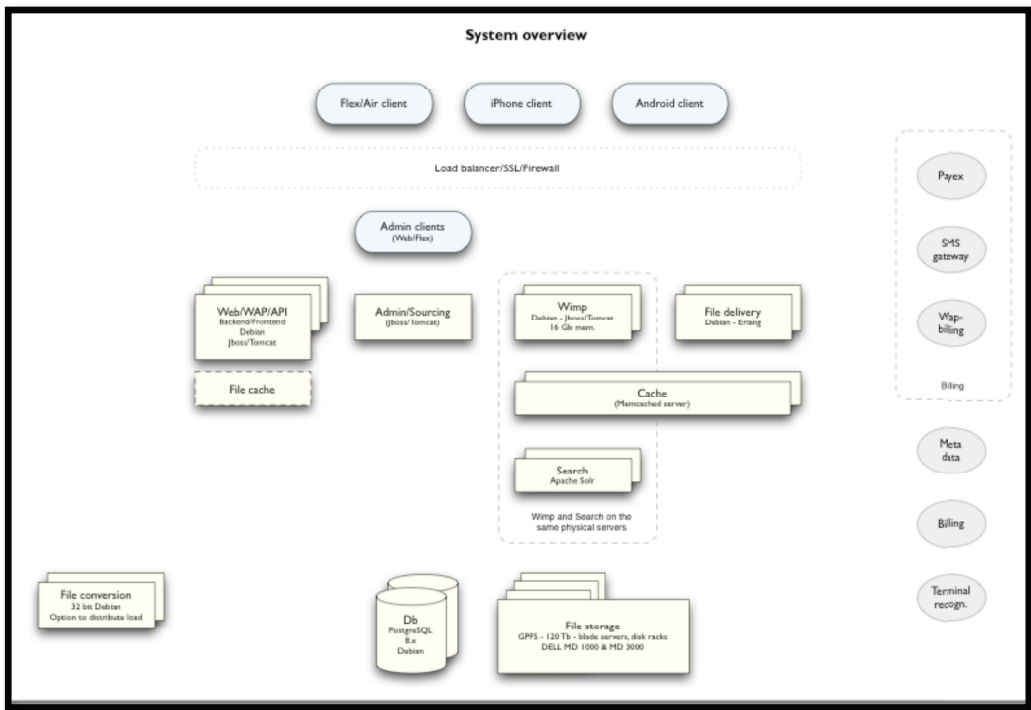 System overview
Flex/Air client
iPhone client
Android client
Load balancer/SSL/Firewall
Admin clients
(Web/Flex)
Web/WAP/API
Backend/Frontend
Debian
Jboss/Tomcat
Admin/Sourcing
(Jboss/Tomcat)
Wimp
Debian - Jboss/Tomcat
16 Gb mem.
File delivery
Debian - Erlang
File cache
Cache
(Memcached server)
Search
Apache Solr
Wimp and Search on the
same physical servers
File conversion
32 bit Debian
Option to distribute load
Db
PostgreSQL
8.x
Debian
File storage
GPFS - 120 Tb - blade servers, disk racks
DELL MD 1000 & MD 3000
Payex
SMS
gateway
Wap-
billing
Billing
Meta
data
Billing
Terminal
recogn.